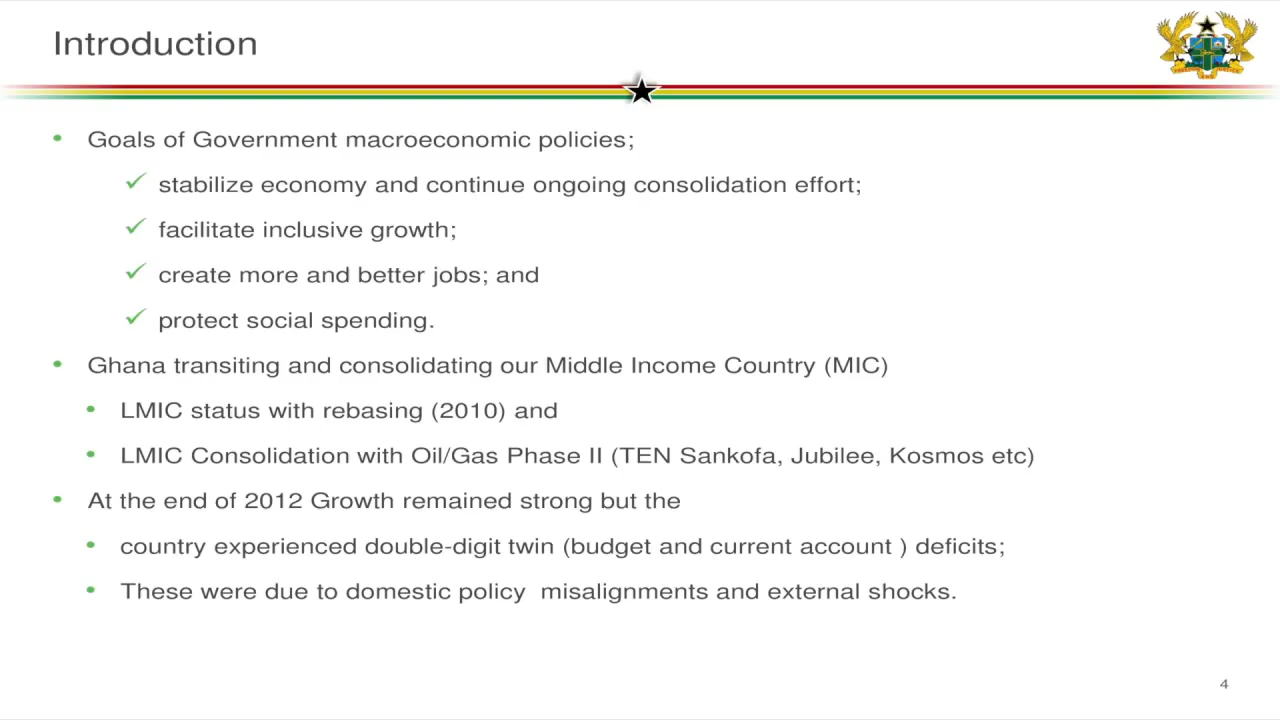 Introduction
• Goals of Government macroeconomic policies;
✓ stabilize economy and continue ongoing consolidation effort;
✓ facilitate inclusive growth;
✓ create more and better jobs; and
✓ protect social spending.
• Ghana transiting and consolidating our Middle Income Country (MIC)
• LMIC status with rebasing (2010) and
• LMIC Consolidation with Oil/Gas Phase II (TEN Sankofa, Jubilee, Kosmos etc)
• At the end of 2012 Growth remained strong but the
• country experienced double-digit twin (budget and current account ) deficits;
• These were due to domestic policy  misalignments and external shocks.
4